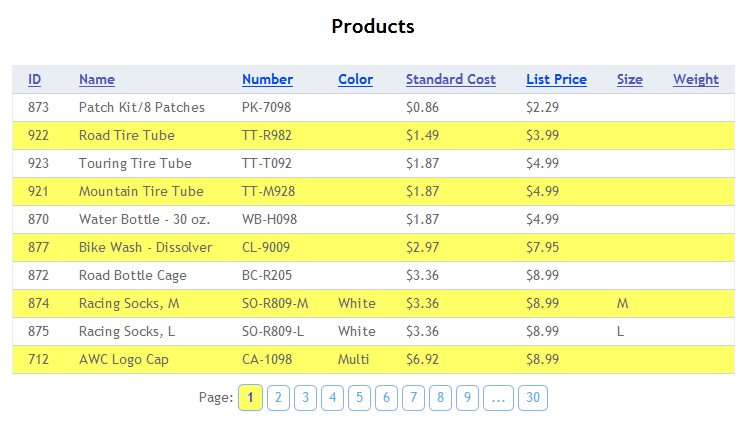 Products
ID Name Number Color Standard Cost List Price Size Weight
873 Patch Kit/8 Patches PK-7098 $0.86 $2.29
922 Road Tire Tube TT-R982 $1.49 $3.99
923 Touring Tire Tube TT-T092 $1.87 $4.99
921 Mountain Tire Tube TT-M928 $1.87 $4.99
870 Water Bottle - 30 oz. WB-H098 $1.87 $4.99
877 Bike Wash - Dissolver CL-9009 $2.97 $7.95
872 Road Bottle Cage BC-R205 $3.36 $8.99
874 Racing Socks, M SO-R809-M White $3.36 $8.99 M
875 Racing Socks, L SO-R809-L White $3.36 $8.99 L
712 AWC Logo Cap CA-1098 Multi $6.92 $8.99
Page: 1 2 3 4 5 6 7 8 9 ... 30